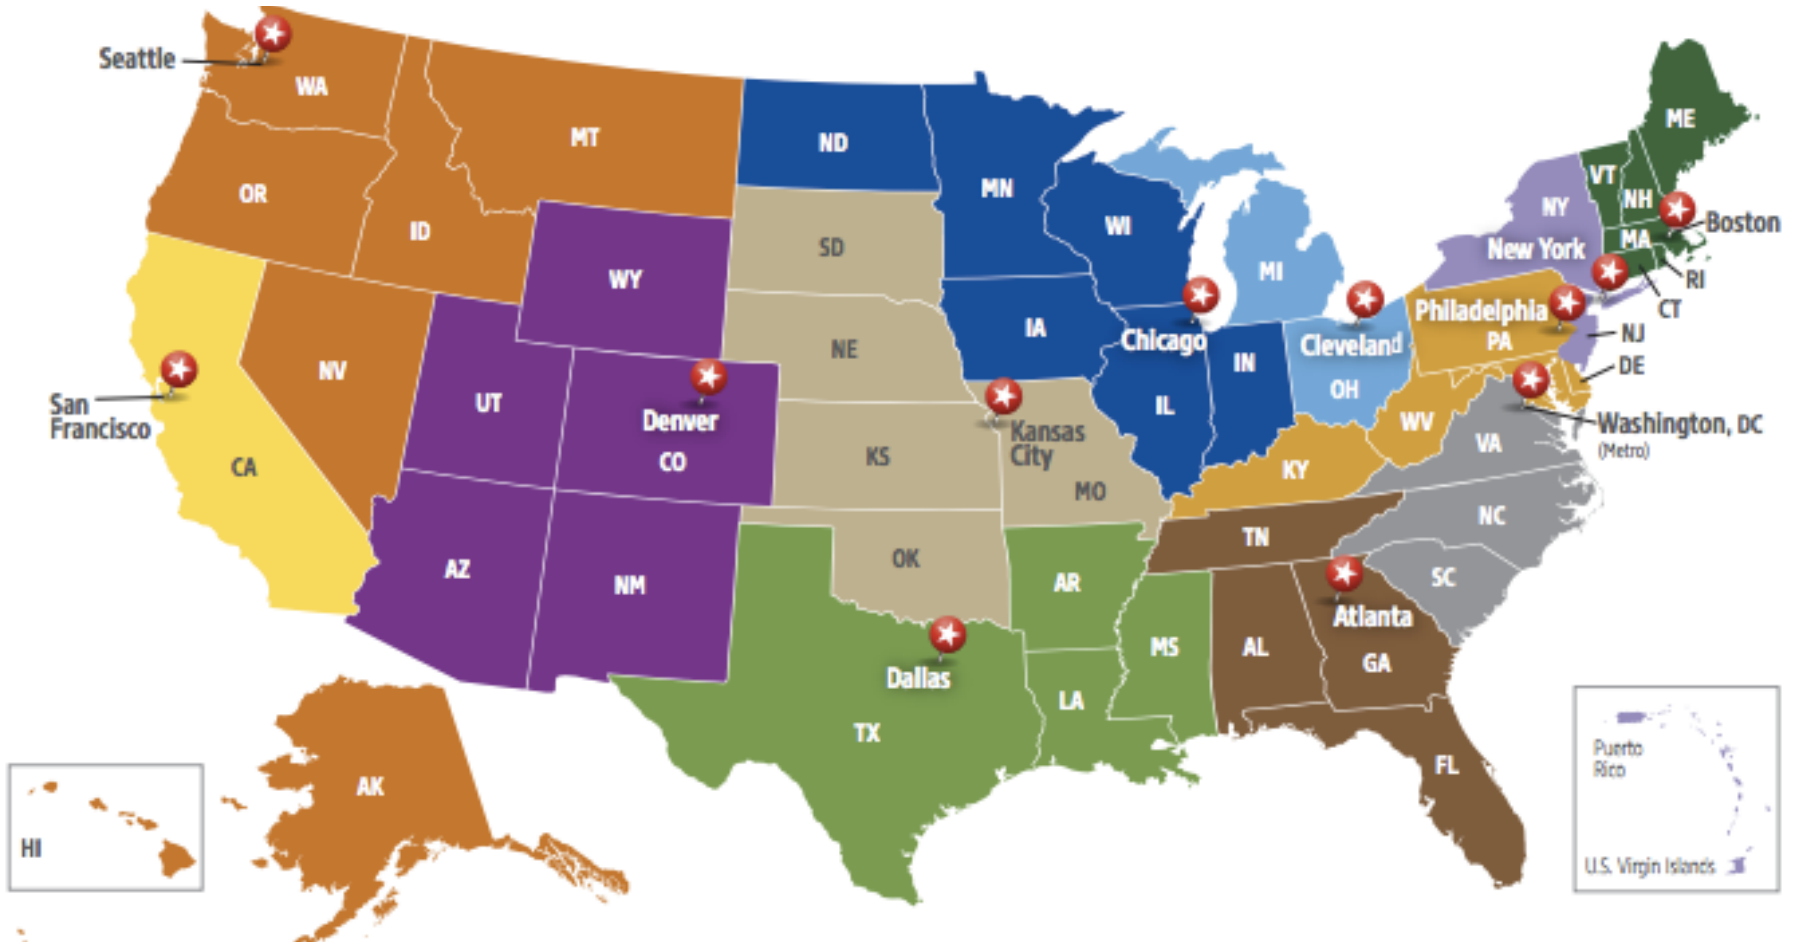 Seattle
WA
MT
ND
MN
ME
VT
NH
OR
ID
WI
NY
New York
MA
Boston
SD
WY
MI
RI
CT
Philadelphia
PA
NJ
DE
IA
Chicago
Cleveland
OH
IN
NE
NV
UT
Denver
CO
San
Francisco
CA
KS
Kansas
City
MO
IL
WV
VA
Washington, DC
(Metro)
KY
NC
TN
SC
AZ
NM
OK
AR
Atlanta
GA
AL
MS
Dallas
TX
LA
FL
AK
HI
Puerto
Rico
U.S. Virgin Islands